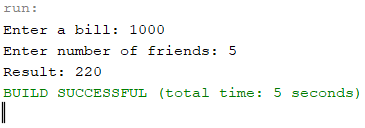 run:
Enter a bill: 1000
Enter number of friends: 5
Result: 220
BUILD SUCCESSFUL (total time: 5 seconds)